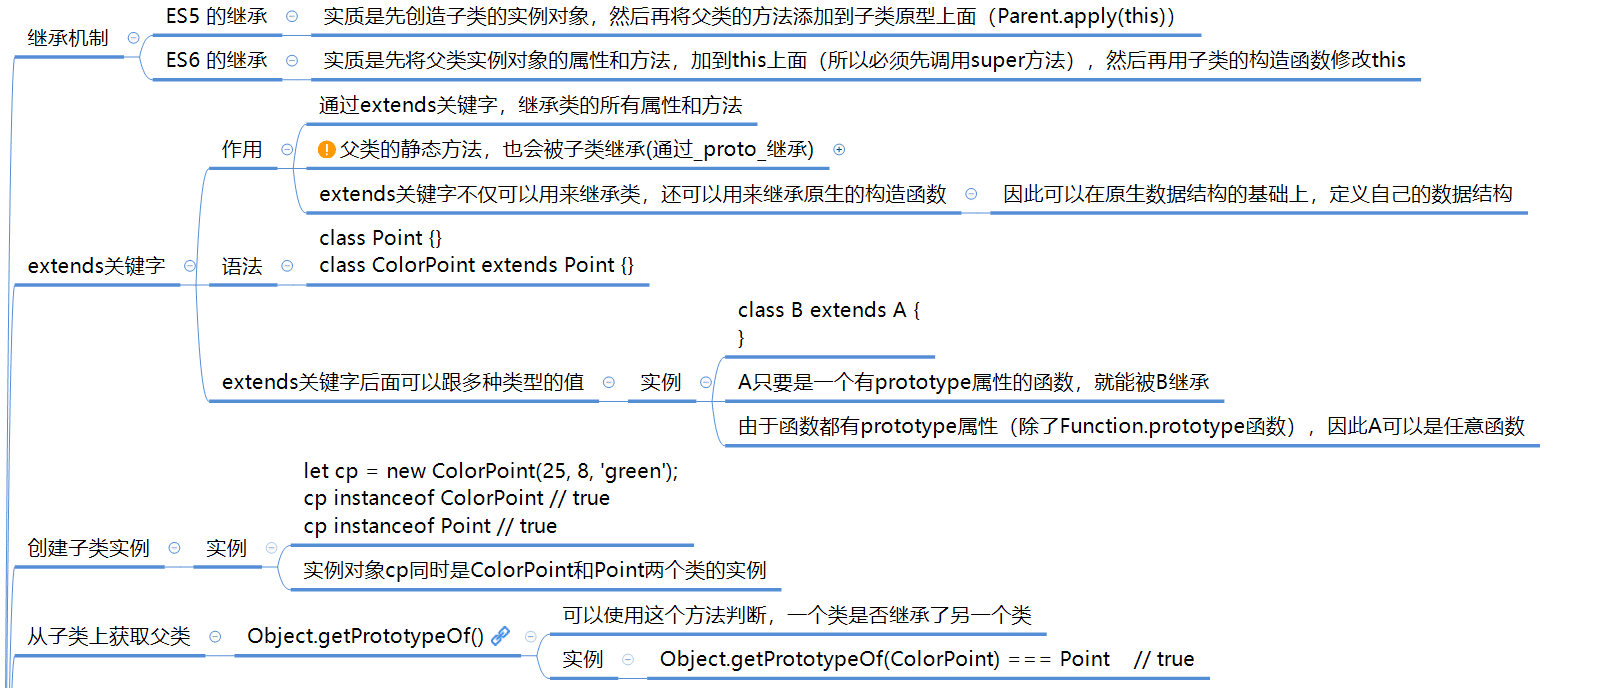 继承机制
ES5 的继承
实质是先创造子类的实例对象，然后再将父类的方法添加到子类原型上面（Parent.apply(this)）
ES6 的继承
实质是先将父类实例对象的属性和方法，加到this上面（所以必须先调用super方法），然后再用子类的构造函数修改this
extends关键字
作用
通过extends关键字，继承类的所有属性和方法
父类的静态方法，也会被子类继承(通过_proto_继承)
extends关键字不仅可以用来继承类，还可以用来继承原生的构造函数
因此可以在原生数据结构的基础上，定义自己的数据结构
语法
class Point {}
class ColorPoint extends Point {}
extends关键字后面可以跟多种类型的值
实例
class B extends A {
}
A只要是一个有prototype属性的函数，就能被B继承
由于函数都有prototype属性（除了Function.prototype函数），因此A可以是任意函数
创建子类实例
实例
let cp = new ColorPoint(25, 8, 'green');
cp instanceof ColorPoint // true
cp instanceof Point // true
实例对象cp同时是ColorPoint和Point两个类的实例
从子类上获取父类
Object.getPrototypeOf()
可以使用这个方法判断，一个类是否继承了另一个类
实例
Object.getPrototypeOf(ColorPoint) === Point    // true